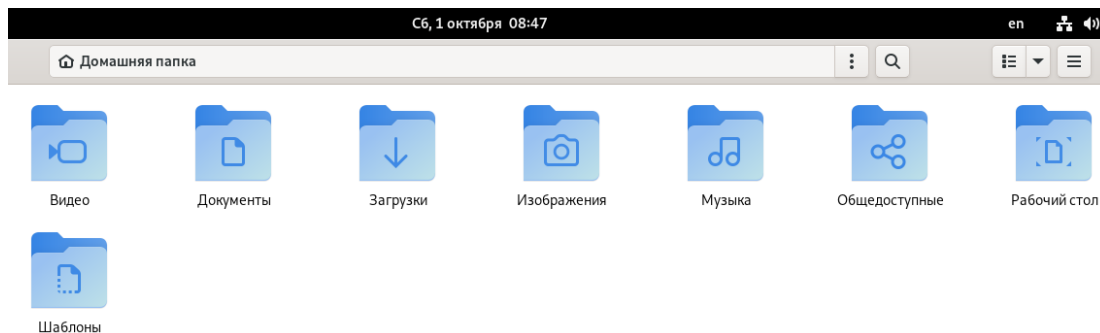 Сб, 1 октября 08:47
en
Домашняя папка
Видео
Документы
Загрузки
Изображения
Музыка
Общедоступные
Рабочий стол
Шаблоны